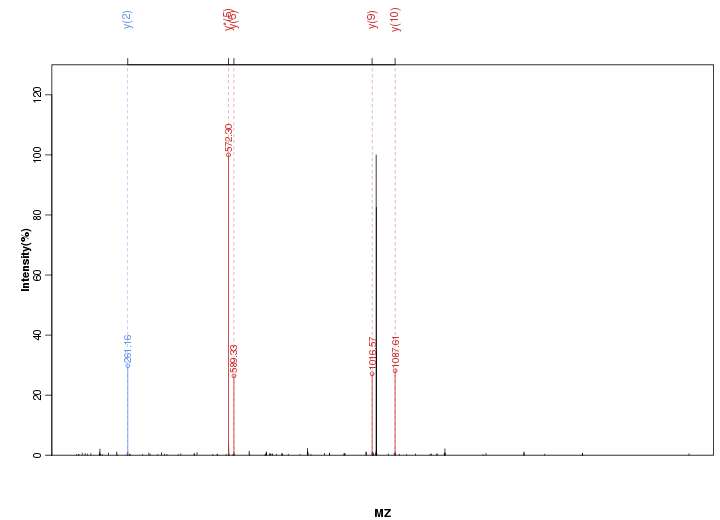 y(2)
y*(5)
y(5)
y(9)
y(10)
120
100
80
60
40
20
0
Intensity(%)
261.16
572.30
589.33
1016.57
1087.61
MZ